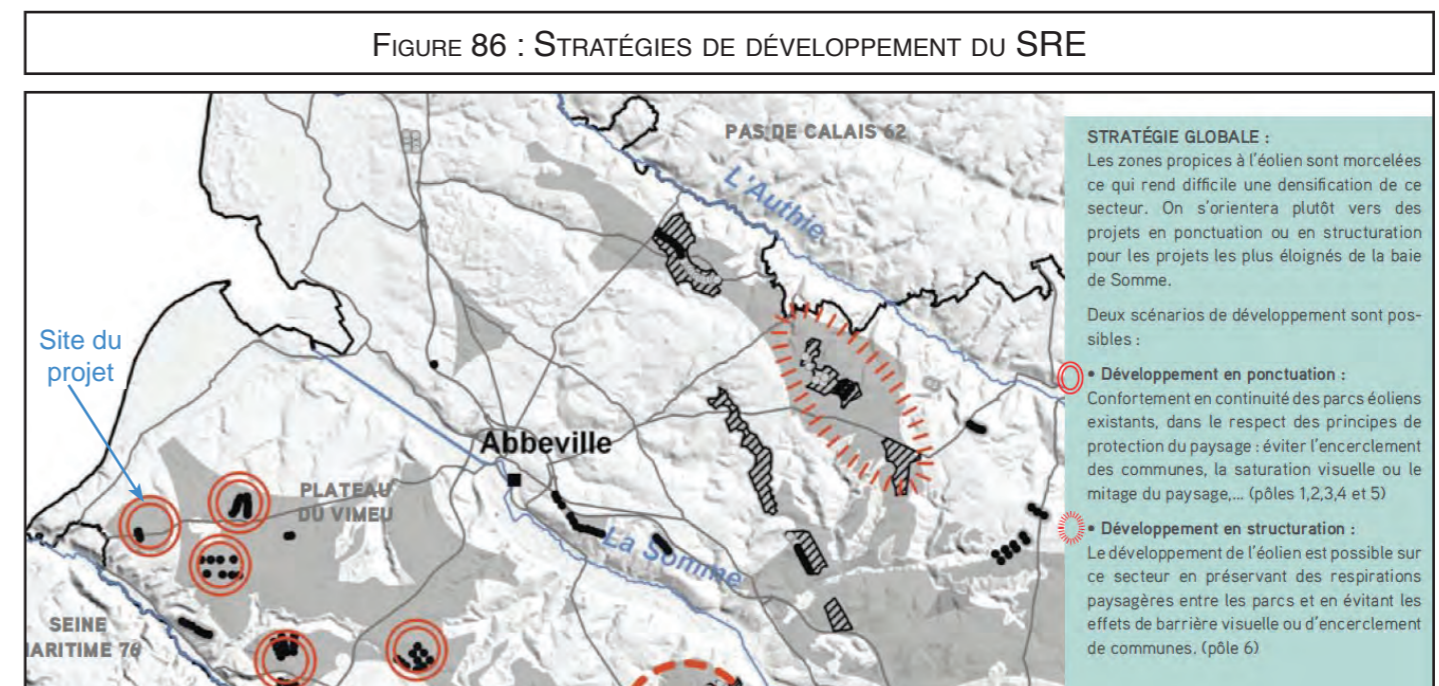 FIGURE 86 : STRATÉGIES DE DÉVELOPPEMENT DU SRE
PAS DE CALAIS 62
L'Authie
Site du
projet
Abbeville
PLATEAU
DU VIMEU
La Somme
SEINE
MARITIME 76
STRATÉGIE GLOBALE :
Les zones propices à l'éolien sont morcelées
ce qui rend difficile une densification de ce
secteur. On s'orientera plutôt vers des
projets en ponctuation ou en structuration
pour les projets les plus éloignés de la baie
de Somme.
Deux scénarios de développement sont pos-
sibles :
• Développement en ponctuation :
Confortement en continuité des parcs éoliens
existants, dans le respect des principes de
protection du paysage : éviter l'encerclement
des communes, la saturation visuelle ou le
mitage du paysage,... (pôles 1,2,3,4 et 5)
• Développement en structuration :
Le développement de l'éolien est possible sur
ce secteur en préservant des respirations
paysagères entre les parcs et en évitant les
effets de barrière visuelle ou d'encerclement
de communes. (pôle 6)